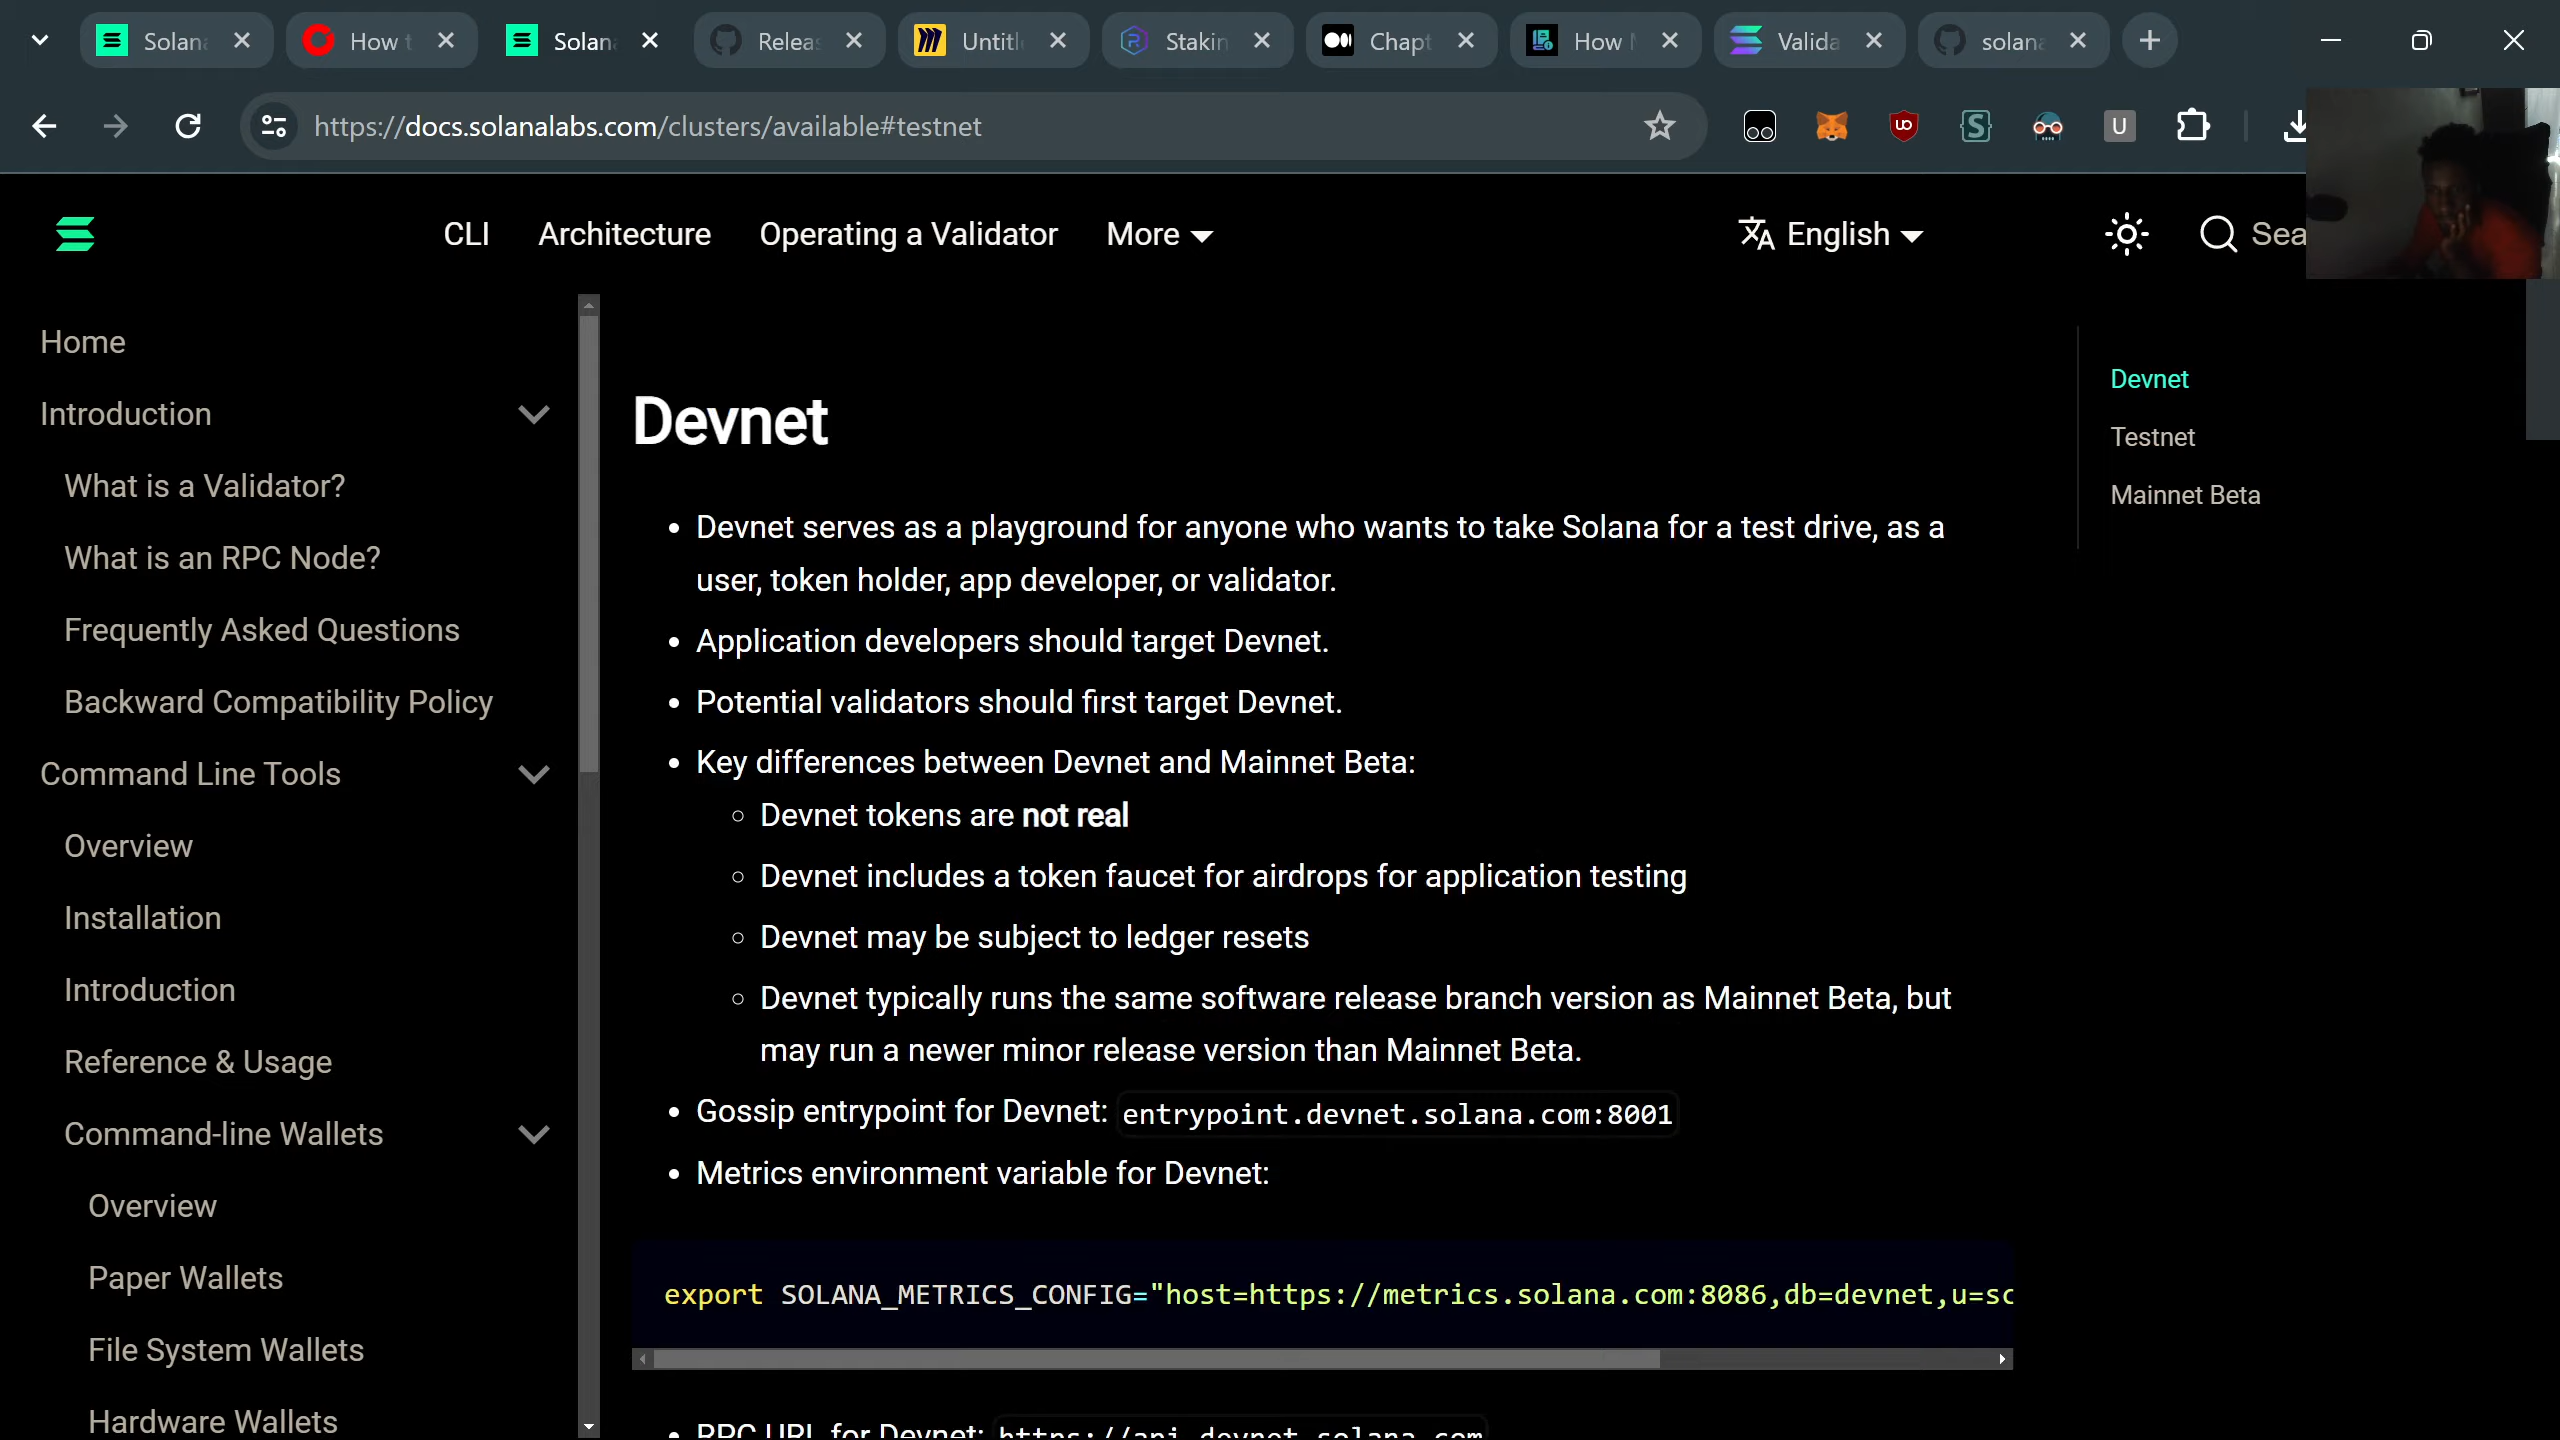 Solan
How t
Solan
Releas
Untitl
Stakin
Chapt
How
Valida
solan
https://docs.solanalabs.com/clusters/available#testnet
U
CLI
Architecture
Operating a Validator
More
English
Sea
Home
Introduction
What is a Validator?
What is an RPC Node?
Frequently Asked Questions
Backward Compatibility Policy
Command Line Tools
Overview
Installation
Introduction
Reference & Usage
Command-line Wallets
Overview
Paper Wallets
File System Wallets
Hardware Wallets
Devnet
Devnet serves as a playground for anyone who wants to take Solana for a test drive, as a
user, token holder, app developer, or validator.
Application developers should target Devnet.
Potential validators should first target Devnet.
Key differences between Devnet and Mainnet Beta:
Devnet tokens are not real
Devnet includes a token faucet for airdrops for application testing
Devnet may be subject to ledger resets
Devnet typically runs the same software release branch version as Mainnet Beta, but
may run a newer minor release version than Mainnet Beta.
Gossip entrypoint for Devnet: entrypoint.devnet.solana.com:8001
Metrics environment variable for Devnet:
export SOLANA_METRICS_CONFIG="host=https://metrics.solana.com:8086,db=devnet,u=sc
RPC URL for Devnet: https://api.devnet.solana.com
Devnet
Testnet
Mainnet Beta